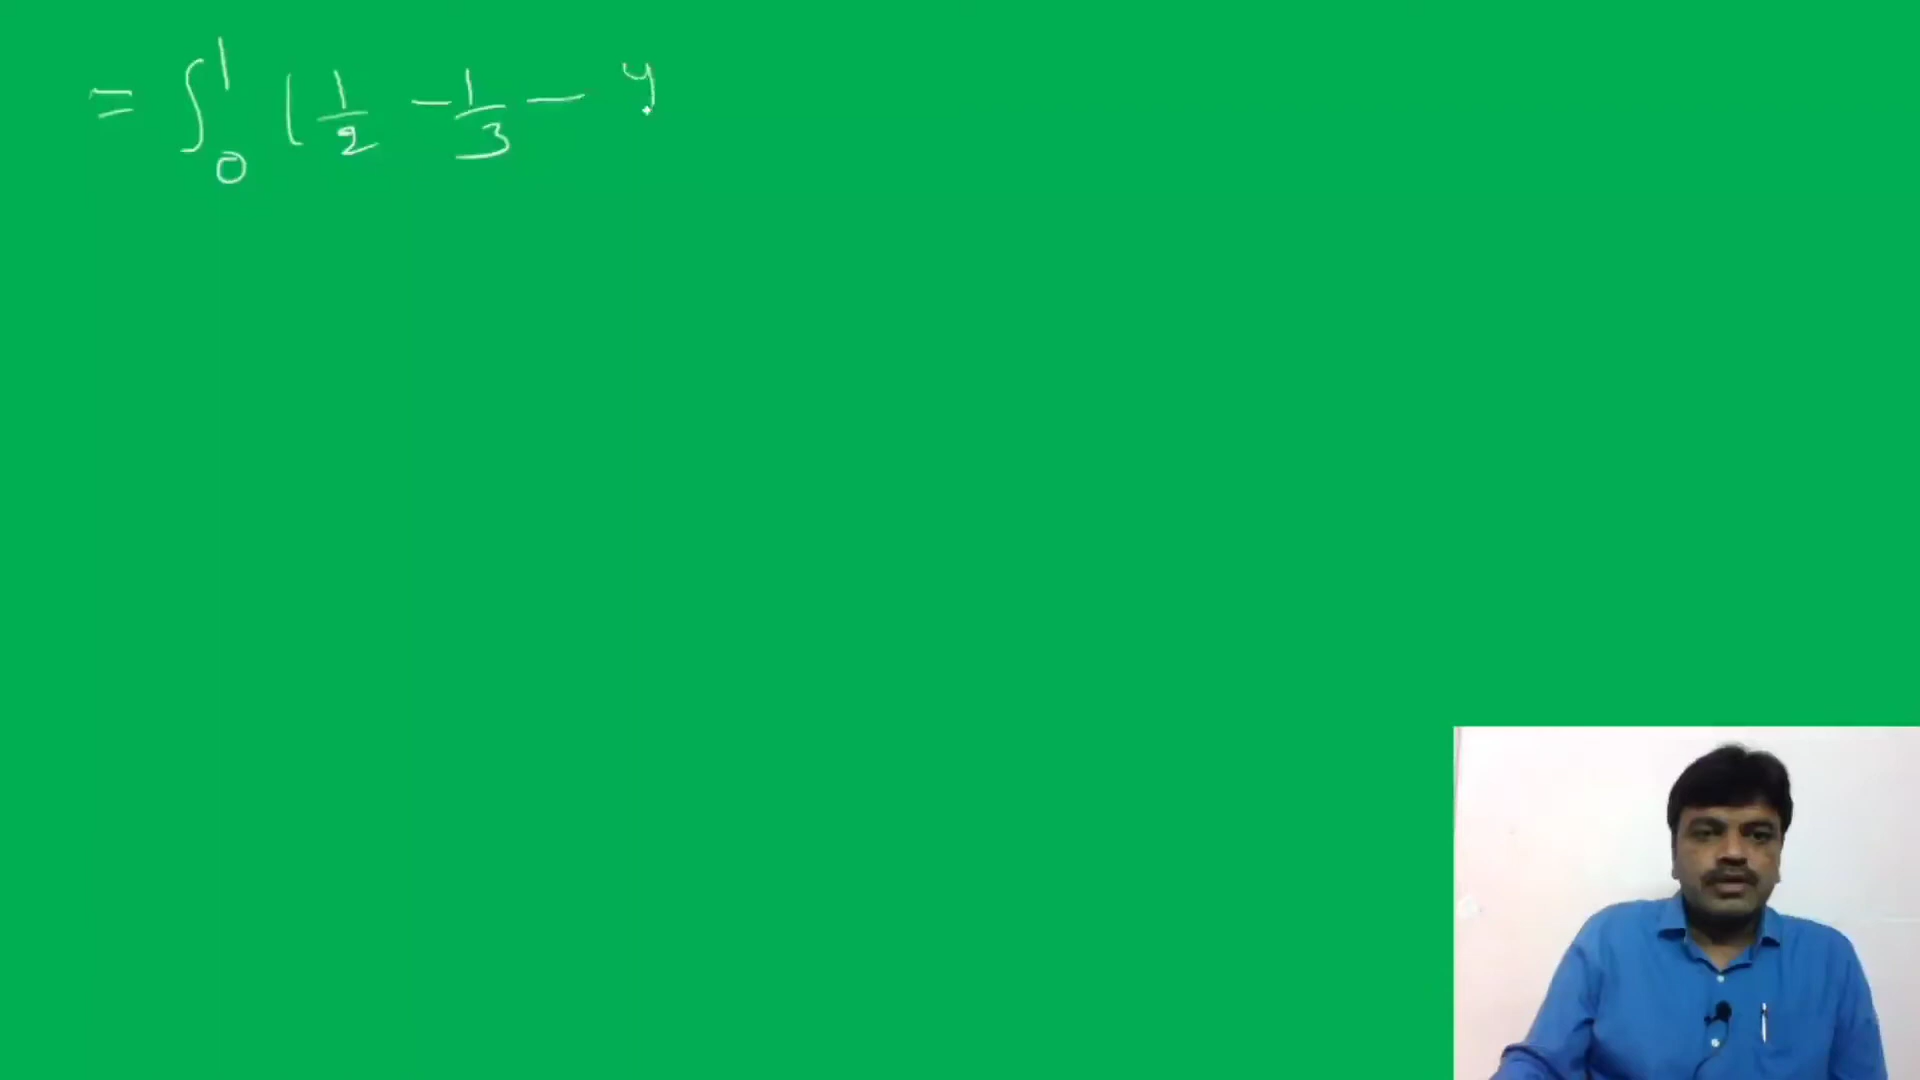 = ∫₀¹ ( 1/2 - 1/3 - y